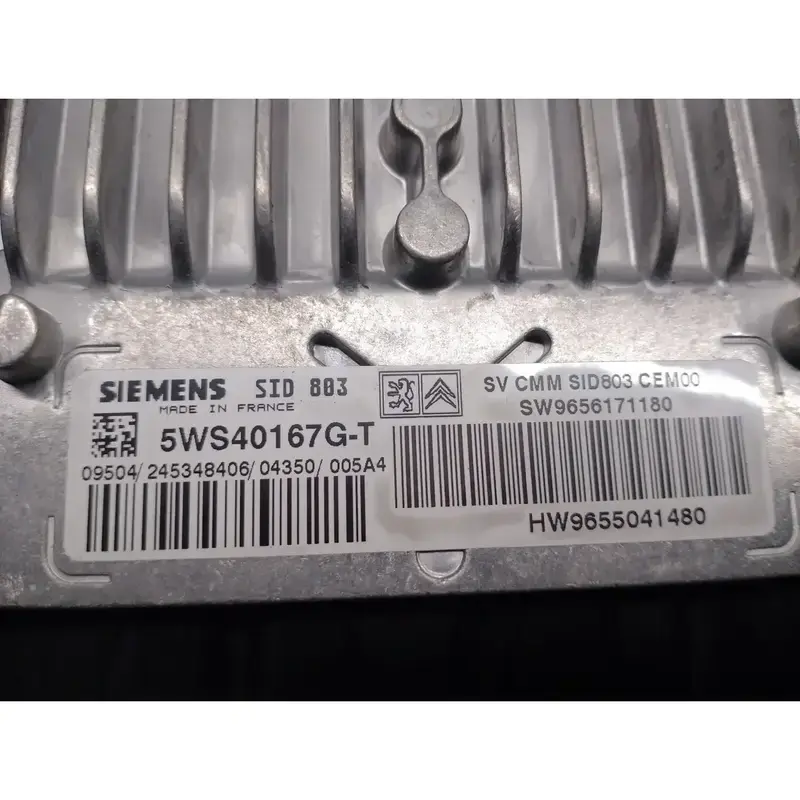 SIEMENS SID 803
MADE IN FRANCE
5WS40167G-T
09504/245348406/04350/005A4
SV CMM SID803 CEM00
SW9656171180
HW9655041480